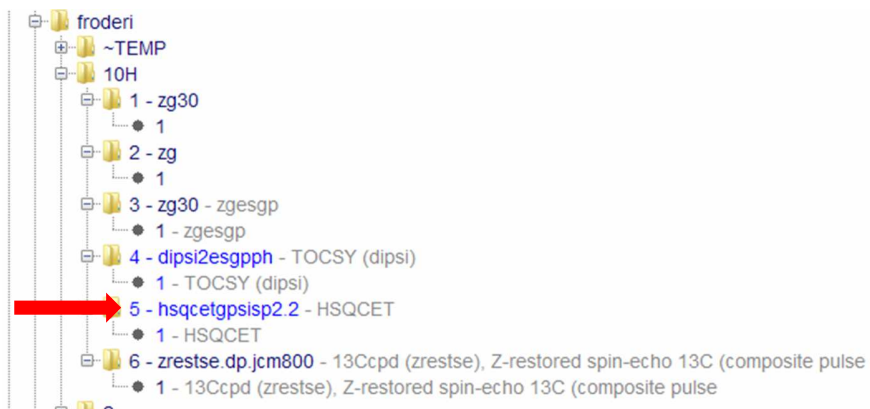 froderi
~TEMP
10H
1 - zg30
1
2 - zg
1
3 - zg30 - zgesgp
1 - zgesgp
4 - dipsi2esgpph - TOCSY (dipsi)
1 - TOCSY (dipsi)
5 - hsqcetgpsisp2.2 - HSQCET
1 - HSQCET
6 - zrestse.dp.jcm800 - 13Ccpd (zrestse), Z-restored spin-echo 13C (composite pulse
1 - 13Ccpd (zrestse), Z-restored spin-echo 13C (composite pulse